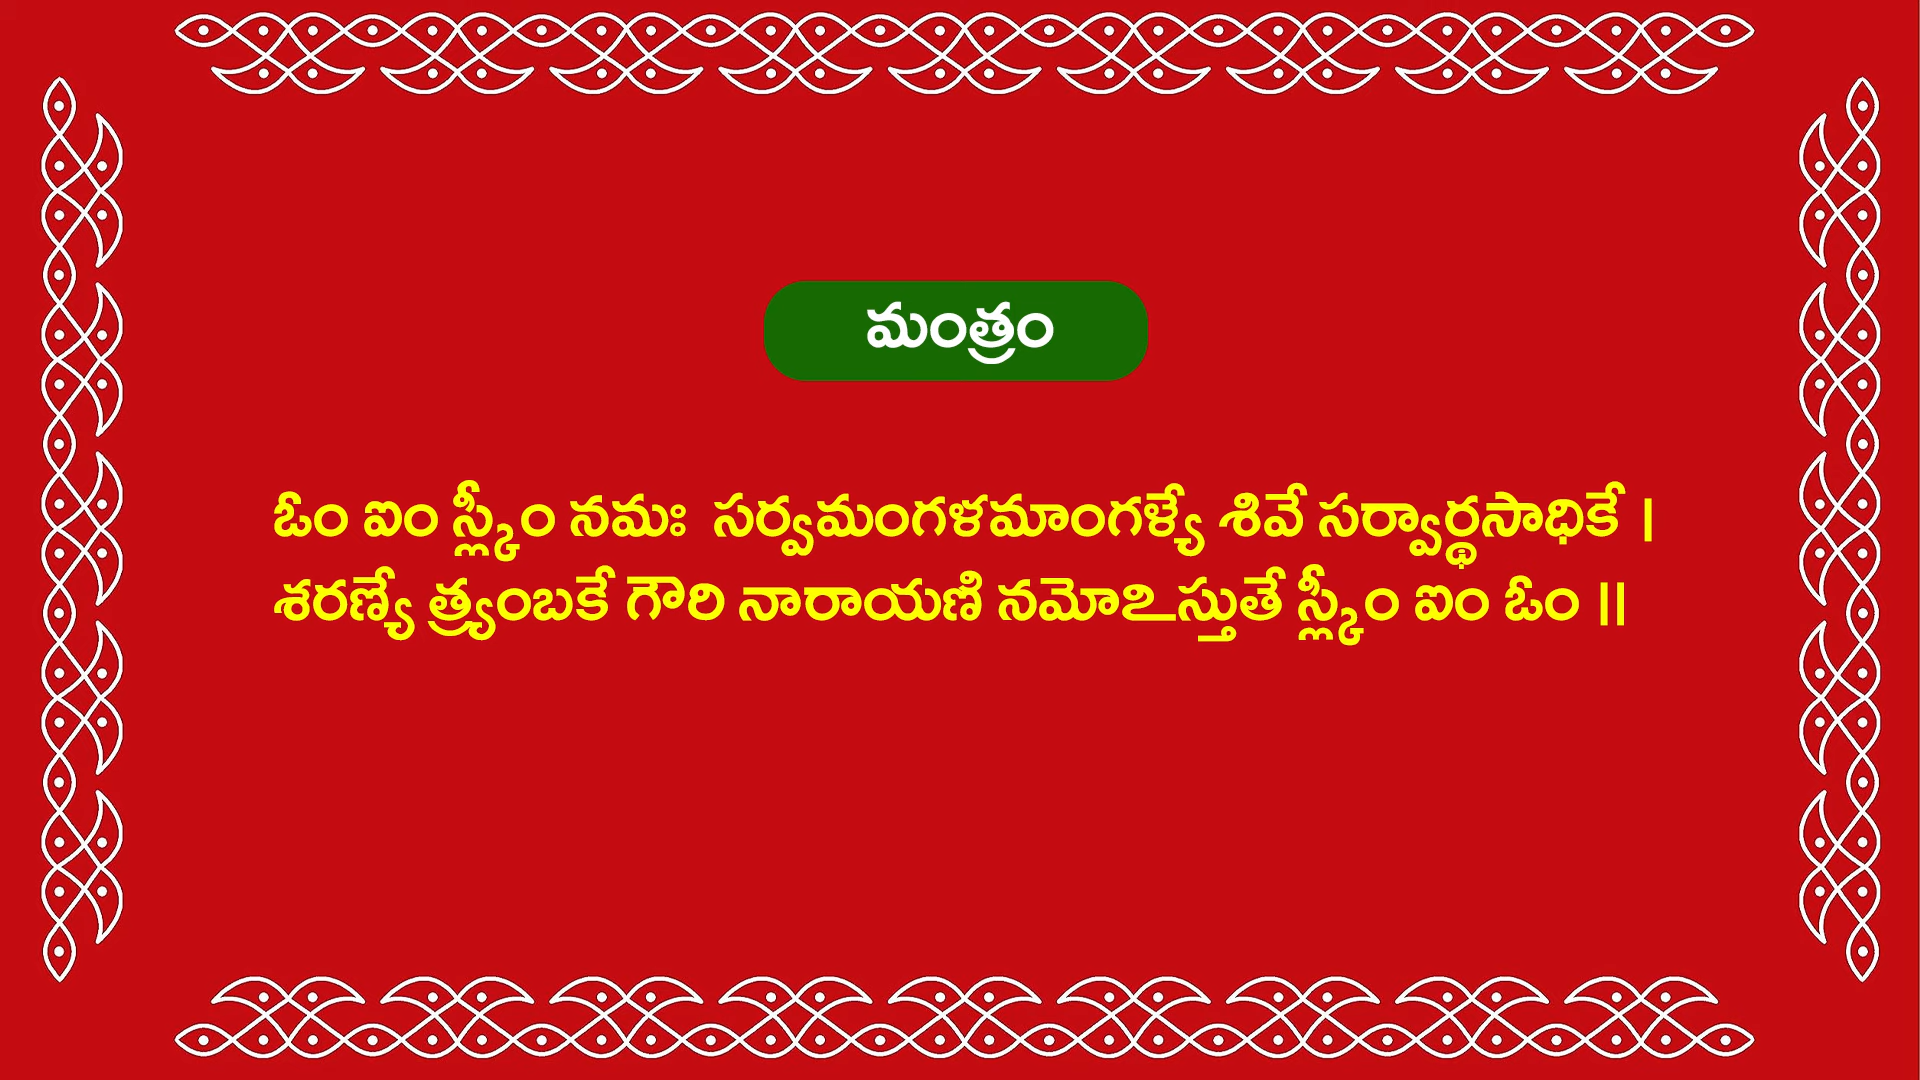 మంత్రం
ఓం ఐం స్ల్కీం నమః సర్వమంగళమాంగళ్యే శివే సర్వార్థసాధికే ।
శరణ్యే త్ర్యంబకే గౌరి నారాయణి నమోఽస్తుతే స్ల్కీం ఐం ఓం ॥